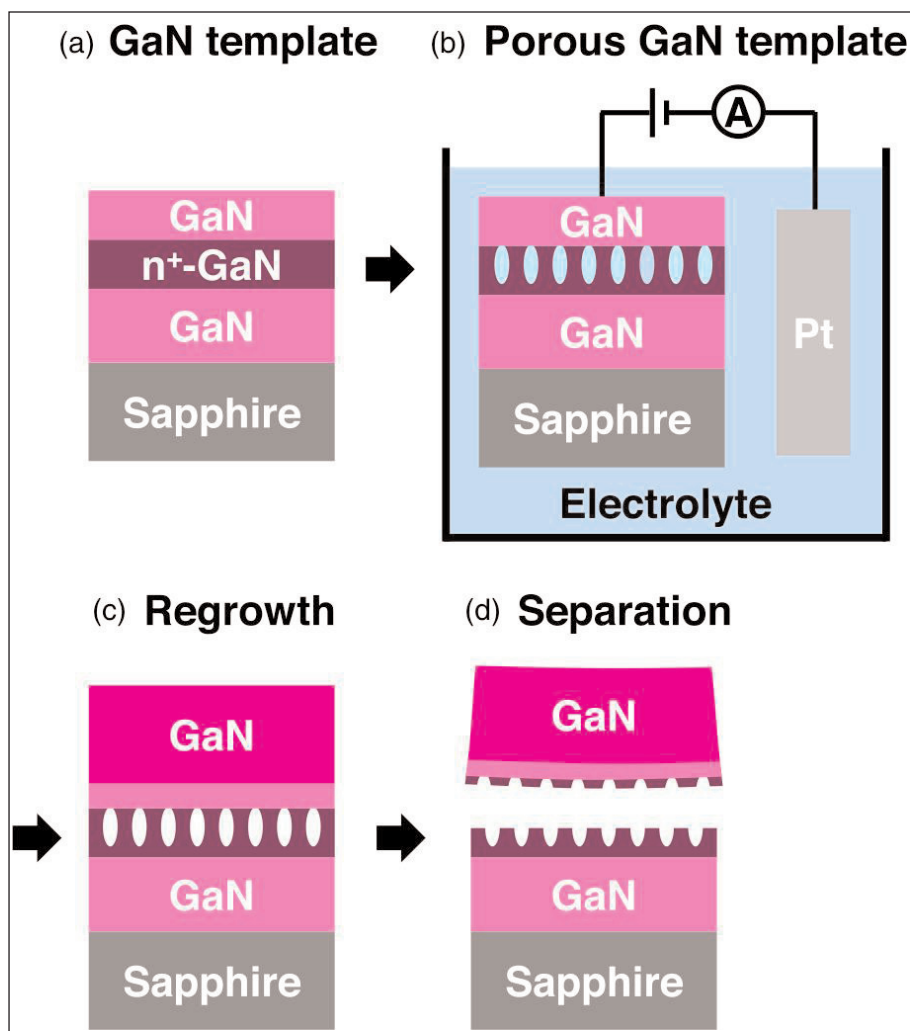 (a) GaN template
(b) Porous GaN template
GaN
n⁺-GaN
GaN
Sapphire
A
GaN
GaN
Sapphire
Pt
Electrolyte
(c) Regrowth
(d) Separation
GaN
GaN
Sapphire
GaN
GaN
Sapphire